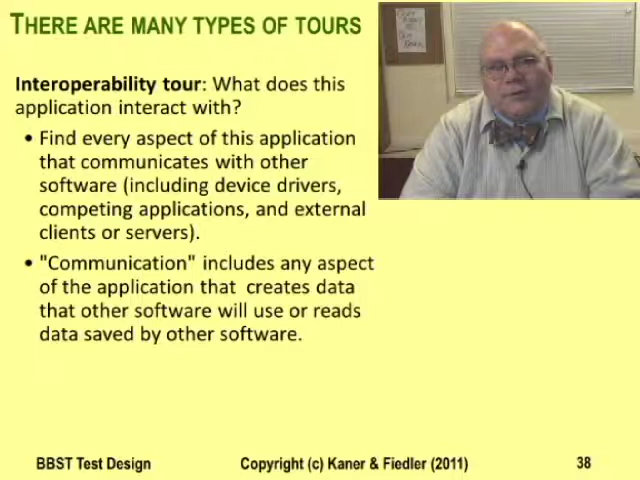 THERE ARE MANY TYPES OF TOURS
Interoperability tour: What does this
application interact with?
• Find every aspect of this application
that communicates with other
software (including device drivers,
competing applications, and external
clients or servers).
• "Communication" includes any aspect
of the application that creates data
that other software will use or reads
data saved by other software.
BBST Test Design Copyright (c) Kaner & Fiedler (2011) 38